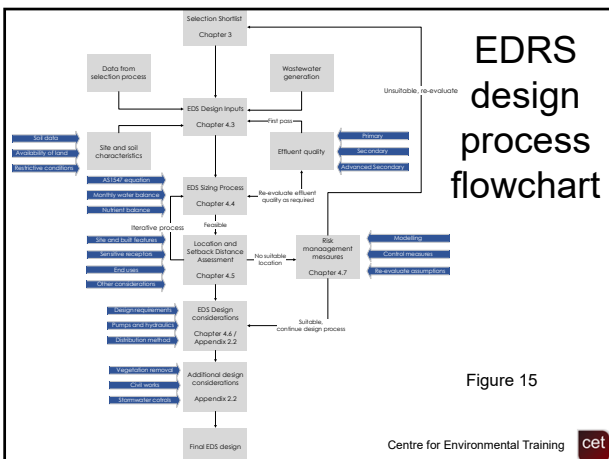 Selection Shortlist
Chapter 3
EDRS
design
process
flowchart
Data from
selection process
Wastewater
generation
Unsuitable, re-evaluate
EDS Design Inputs
Chapter 4.3
First pass
Soil data
Availability of land
Restrictive conditions
Site and soil
characteristics
Effluent quality
Primary
Secondary
Advanced Secondary
AS1547 equation
Monthly water balance
Nutrient balance
EDS Sizing Process
Chapter 4.4
Re-evaluate effluent
quality as required
Iterative process
Feasible
Site and built features
Sensitive receptors
End uses
Other considerations
Location and
Setback Distance
Assessment
Chapter 4.5
No suitable
location
Risk
management
measures
Chapter 4.7
Modelling
Control measures
Re-evaluate assumptions
Design requirements
Pumps and hydraulics
Distribution method
EDS Design
considerations
Chapter 4.6 /
Appendix 2.2
Suitable,
continue design process
Vegetation removal
Civil works
Stormwater cotrols
Additional design
considerations
Appendix 2.2
Figure 15
Final EDS design
Centre for Environmental Training
cet